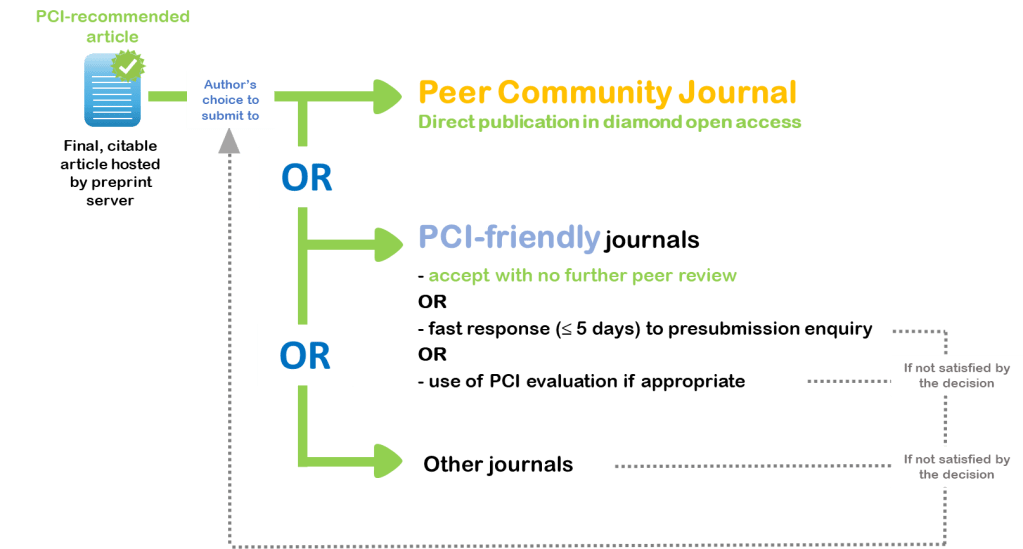 PCI-recommended
article
Final, citable
article hosted
by preprint
server
Author's
choice to
submit to
Peer Community Journal
Direct publication in diamond open access
OR
PCI-friendly journals
- accept with no further peer review
OR
- fast response (≤ 5 days) to presubmission enquiry
OR
- use of PCI evaluation if appropriate
If not satisfied by
the decision
OR
Other journals
If not satisfied by
the decision